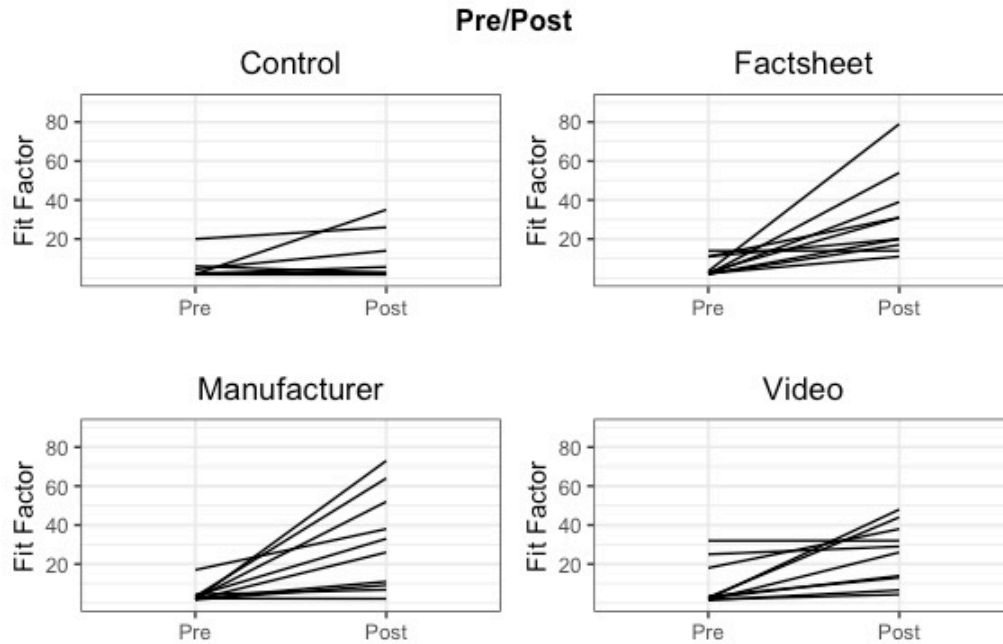 Pre/Post
Control
Fit Factor
80
60
40
20
Pre Post
Factsheet
Fit Factor
80
60
40
20
Pre Post
Manufacturer
Fit Factor
80
60
40
20
Pre Post
Video
Fit Factor
80
60
40
20
Pre Post